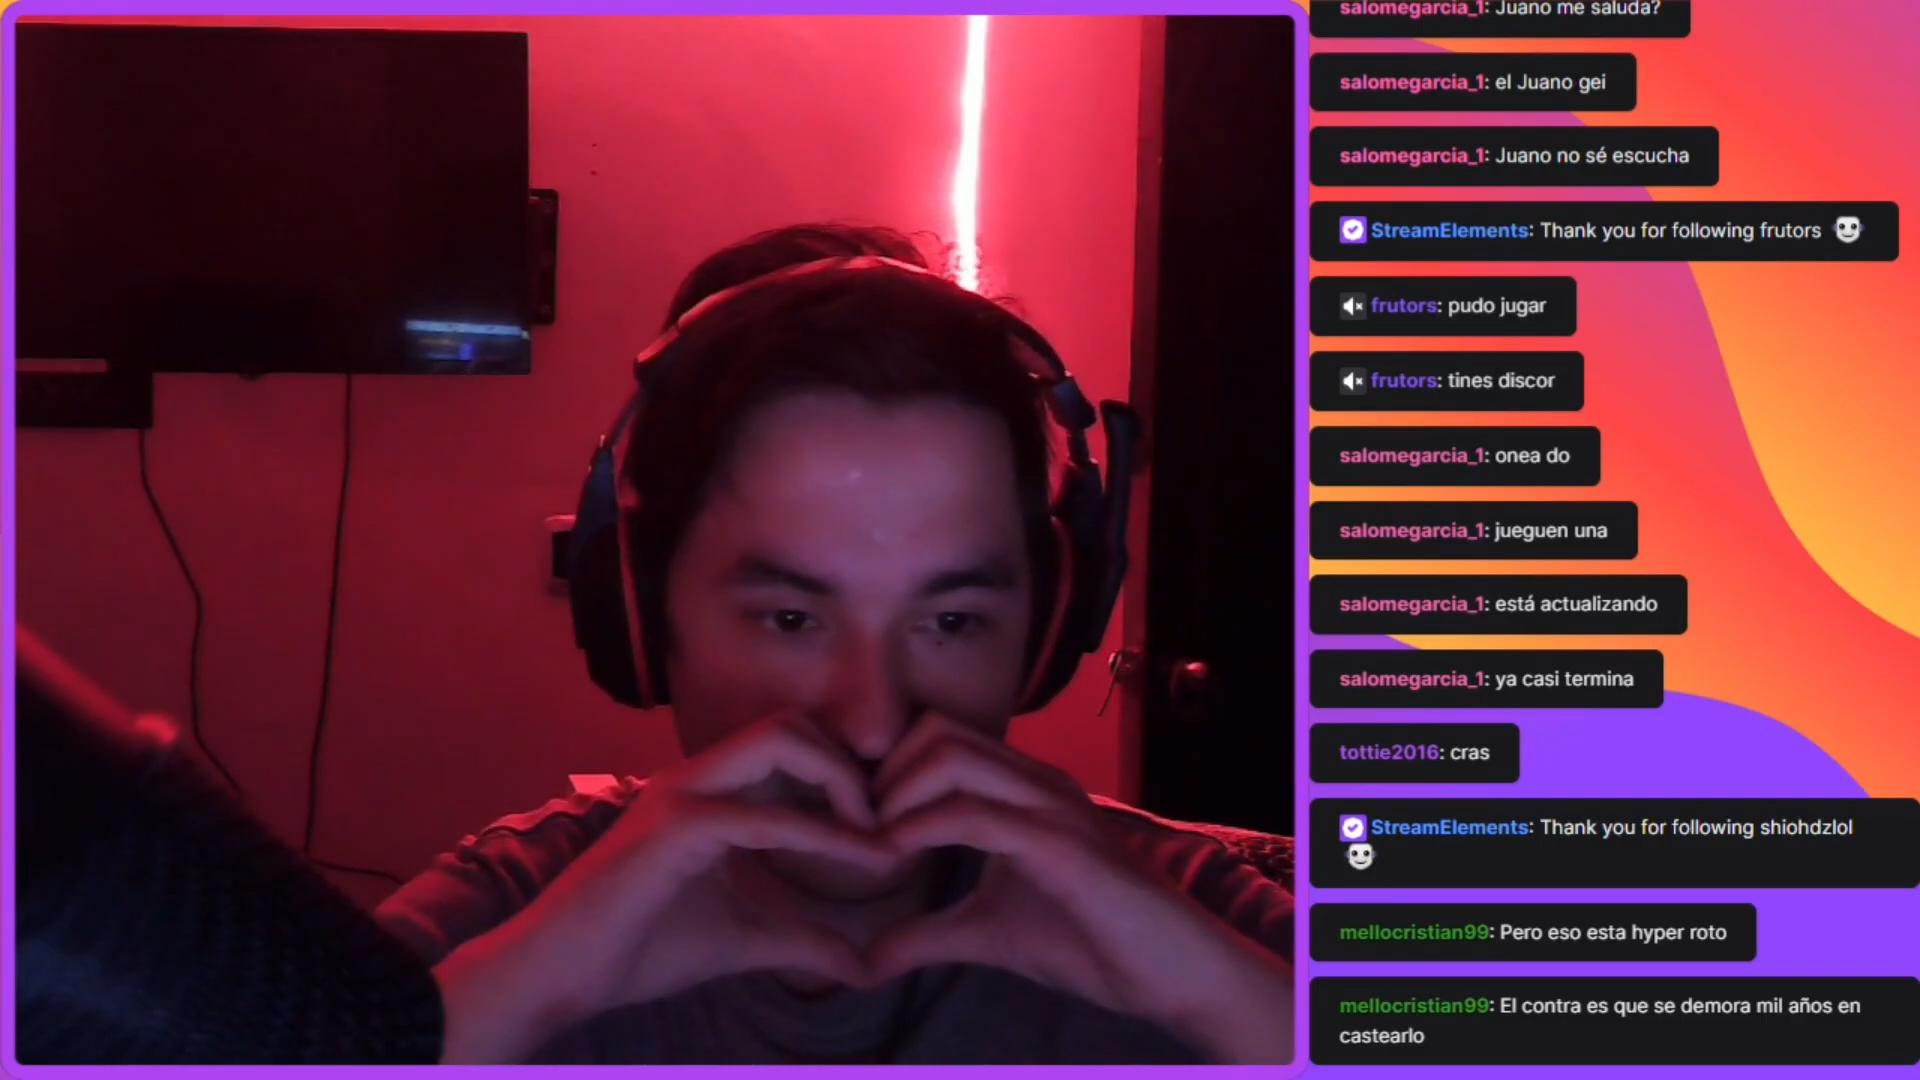 salomegarcia_1: Juano me saluda?
salomegarcia_1: el Juano gei
salomegarcia_1: Juano no sé escucha
StreamElements: Thank you for following frutors
frutors: pudo jugar
frutors: tines discor
salomegarcia_1: onea do
salomegarcia_1: jueguen una
salomegarcia_1: está actualizando
salomegarcia_1: ya casi termina
tottie2016: cras
StreamElements: Thank you for following shiohdzlol
mellocristian99: Pero eso esta hyper roto
mellocristian99: El contra es que se demora mil años en
castearlo